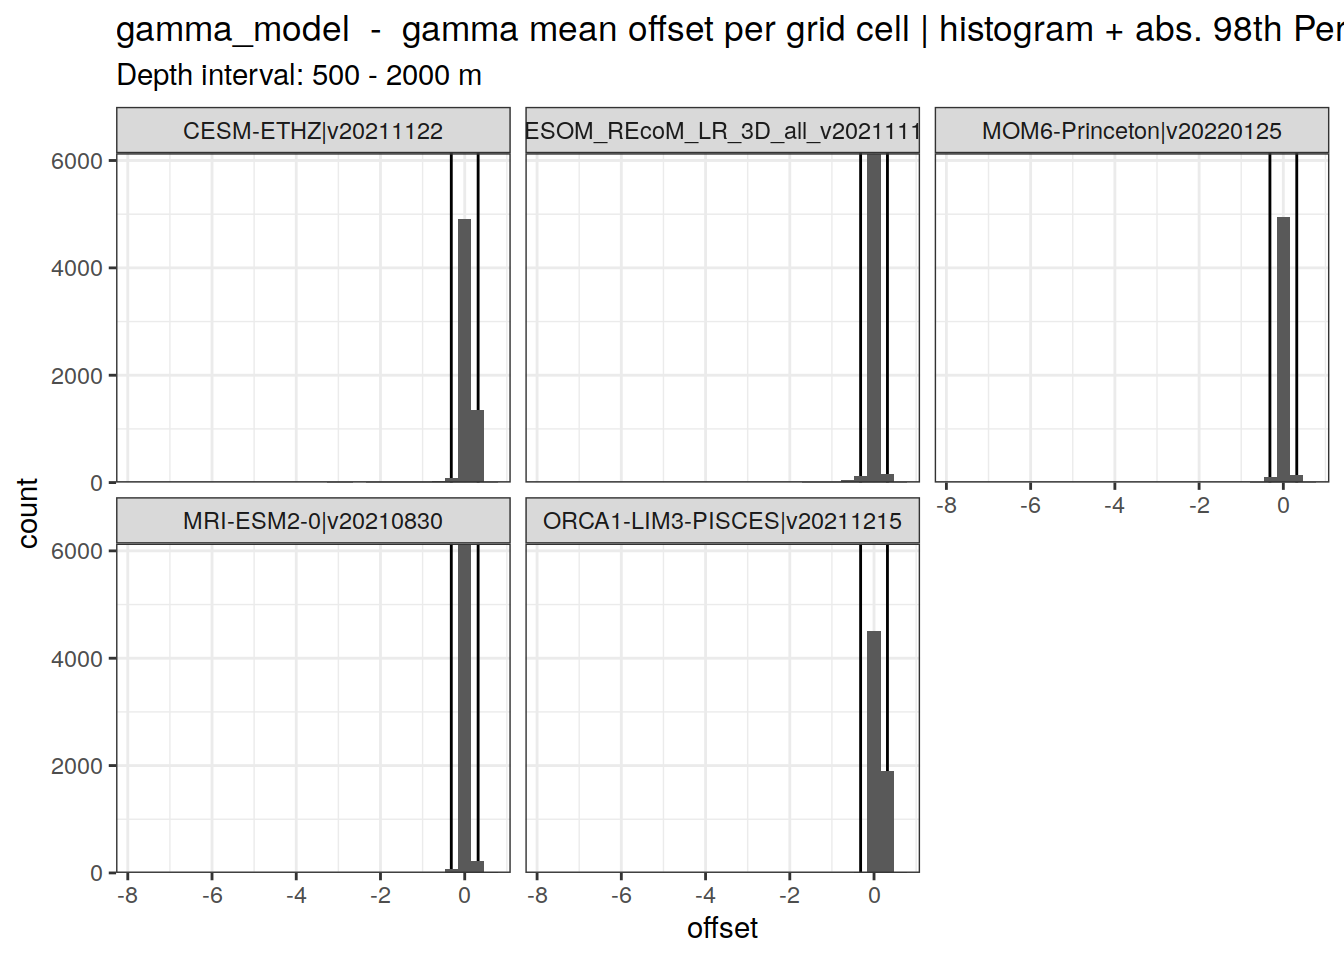 gamma_model - gamma mean offset per grid cell | histogram + abs. 98th Per
Depth interval: 500 - 2000 m
CESM-ETHZ|v20211122
ESOM_REcoM_LR_3D_all_v2021111
MOM6-Princeton|v20220125
6000
4000
2000
0
-8 -6 -4 -2 0
MRI-ESM2-0|v20210830
ORCA1-LIM3-PISCES|v20211215
6000
4000
2000
0
-8 -6 -4 -2 0
-8 -6 -4 -2 0
count
offset